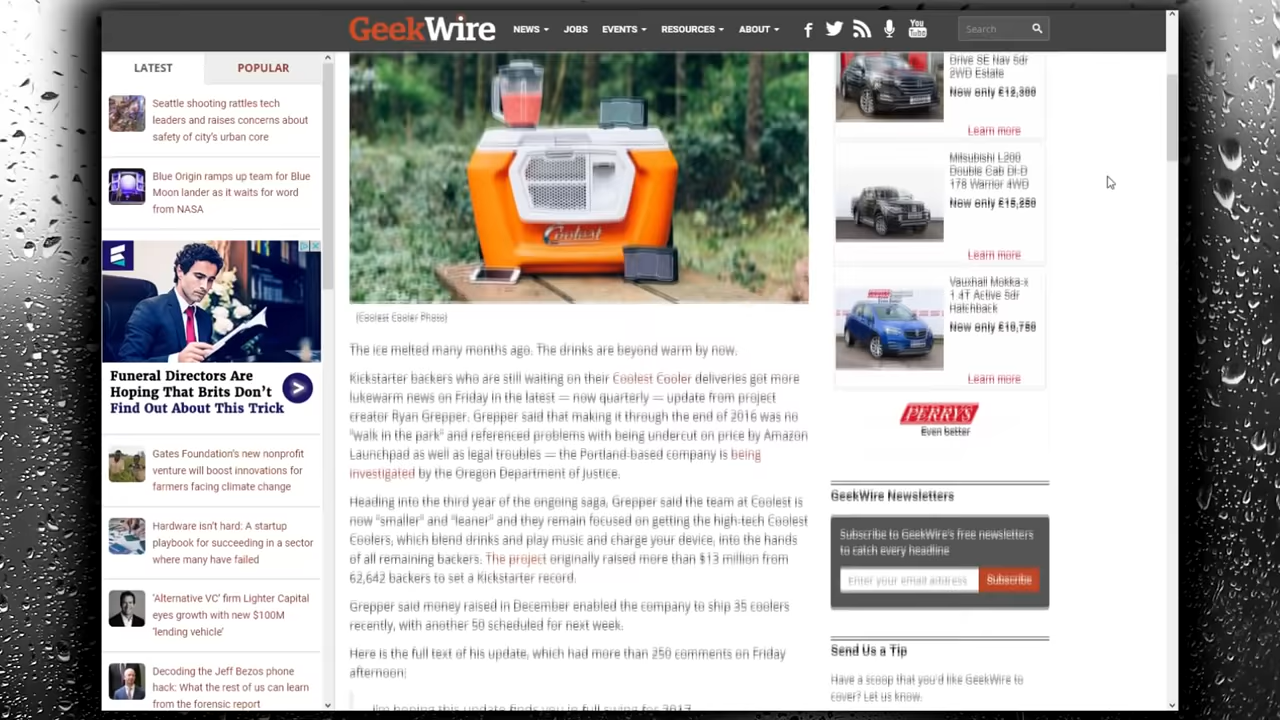 GeekWire
NEWS
JOBS
EVENTS
RESOURCES
ABOUT
You
Tube
Search
LATEST
POPULAR
Seattle shooting rattles tech
leaders and raises concerns about
safety of city's urban core
Blue Origin ramps up team for Blue
Moon lander as it waits for word
from NASA
Funeral Directors Are
Hoping That Brits Don't
Find Out About This Trick
Gates Foundation's new nonprofit
venture will boost innovations for
farmers facing climate change
Hardware isn't hard: A startup
playbook for succeeding in a sector
where many have failed
'Alternative VC' firm Lighter Capital
eyes growth with new $100M
'lending vehicle'
Decoding the Jeff Bezos phone
hack: What the rest of us can learn
from the forensic report
Coolest
(Coolest Cooler Photo)
The ice melted many months ago. The drinks are beyond warm by now.
Kickstarter backers who are still waiting on their Coolest Cooler deliveries got more
lukewarm news on Friday in the latest — now quarterly — update from project
creator Ryan Grepper. Grepper said that making it through the end of 2016 was no
"walk in the park" and referenced problems with being undercut on price by Amazon
Launchpad as well as legal troubles — the Portland-based company is being
investigated by the Oregon Department of Justice.
Heading into the third year of the ongoing saga, Grepper said the team at Coolest is
now "smaller" and "leaner" and they remain focused on getting the high-tech Coolest
Coolers, which blend drinks and play music and charge your device, into the hands
of all remaining backers. The project originally raised more than $13 million from
62,642 backers to set a Kickstarter record.
Grepper said money raised in December enabled the company to ship 35 coolers
recently, with another 50 scheduled for next week.
Here is the full text of his update, which had more than 250 comments on Friday
afternoon:
I'm hoping this update finds you in full swing for 2017
Drive SE Nav 5dr
2WD Estate
Now only £12,300
Learn more
Mitsubishi L200
Double Cab DI-D
178 Warrior 4WD
Now only £15,250
Learn more
Vauxhall Mokka-x
1.4T Active 5dr
Hatchback
Now only £10,750
Learn more
PERRYS
Even better
GeekWire Newsletters
Subscribe to GeekWire's free newsletters
to catch every headline
Enter your email address
Subscribe
Send Us a Tip
Have a scoop that you'd like GeekWire to
cover? Let us know.